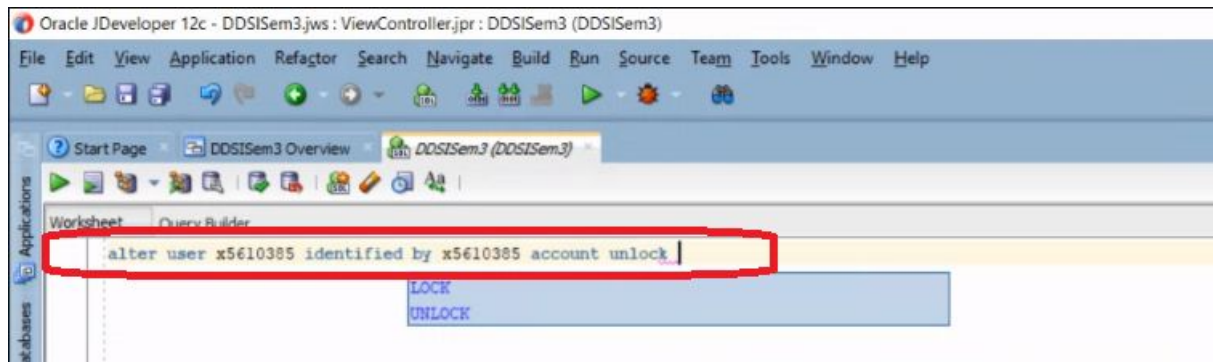 Oracle JDeveloper 12c - DDSISem3.jws : ViewController.jpr : DDSISem3 (DDSISem3)
File Edit View Application Refactor Search Navigate Build Run Source Team Tools Window Help
Start Page DDSISem3 Overview DDSISem3 (DDSISem3)
Worksheet Query Builder
alter user x5610385 identified by x5610385 account unlock
LOCK
UNLOCK
Applications